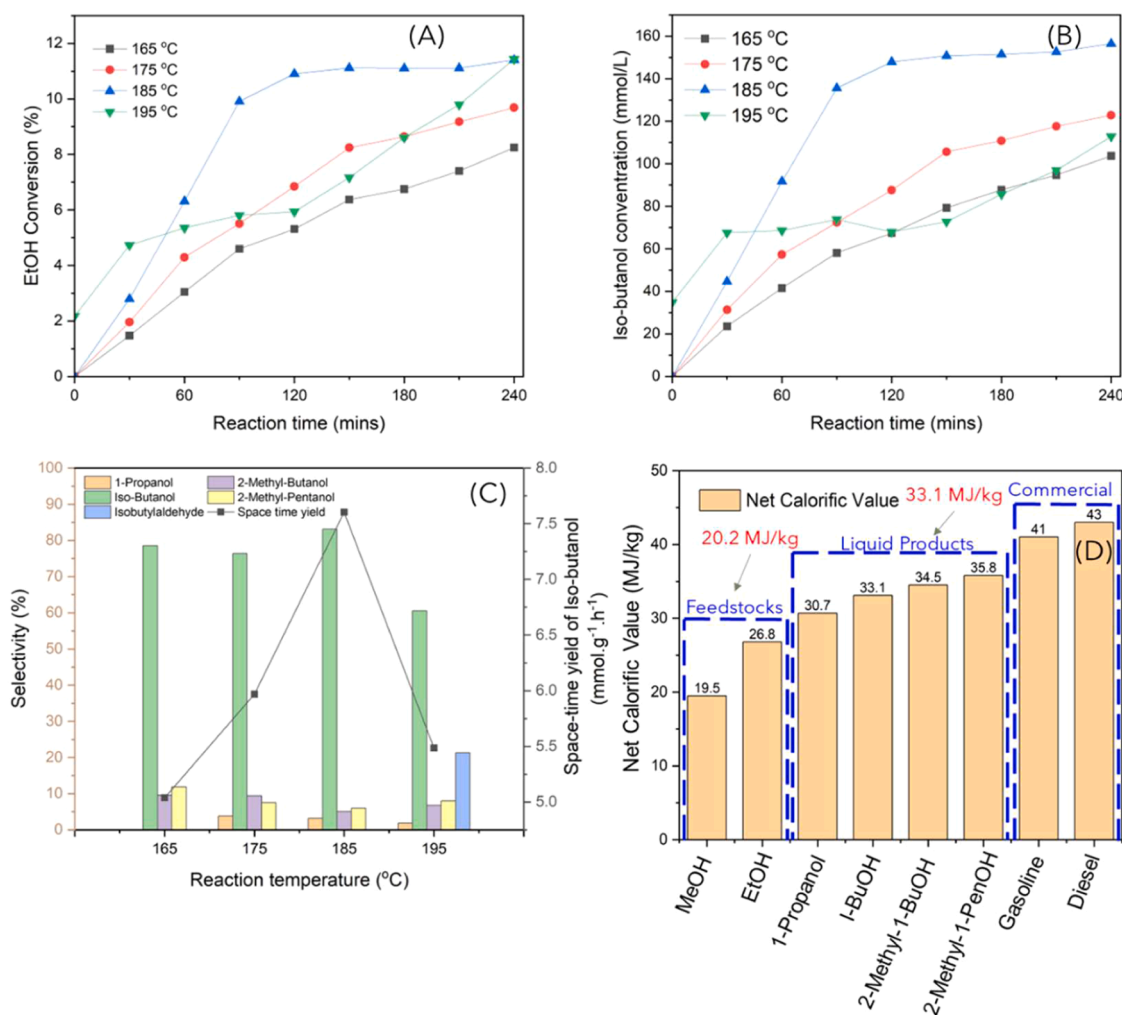 (A)
165 °C
175 °C
185 °C
195 °C
12
10
8
6
4
2
0
EtOH Conversion (%)
0 60 120 180 240
Reaction time (mins)
(B)
165 °C
175 °C
185 °C
195 °C
160
140
120
100
80
60
40
20
0
Iso-butanol conventration (mmol/L)
0 60 120 180 240
Reaction time (mins)
(C)
1-Propanol 2-Methyl-Butanol
Iso-Butanol 2-Methyl-Pentanol
Isobutylaldehyde Space time yield
100
90
80
70
60
50
40
30
20
10
0
Selectivity (%)
8.0
7.5
7.0
6.5
6.0
5.5
5.0
Space-time yield of Iso-butanol
(mmol.g⁻¹.h⁻¹)
165 175 185 195
Reaction temperature (°C)
(D)
Net Calorific Value
33.1 MJ/kg
Commercial
20.2 MJ/kg
Liquid Products
Feedstocks
50
40
30
20
10
0
Net Calorific Value (MJ/kg)
19.5
26.8
30.7
33.1
34.5
35.8
41
43
MeOH
EtOH
1-Propanol
I-BuOH
2-Methyl-1-BuOH
2-Methyl-1-PenOH
Gasoline
Diesel